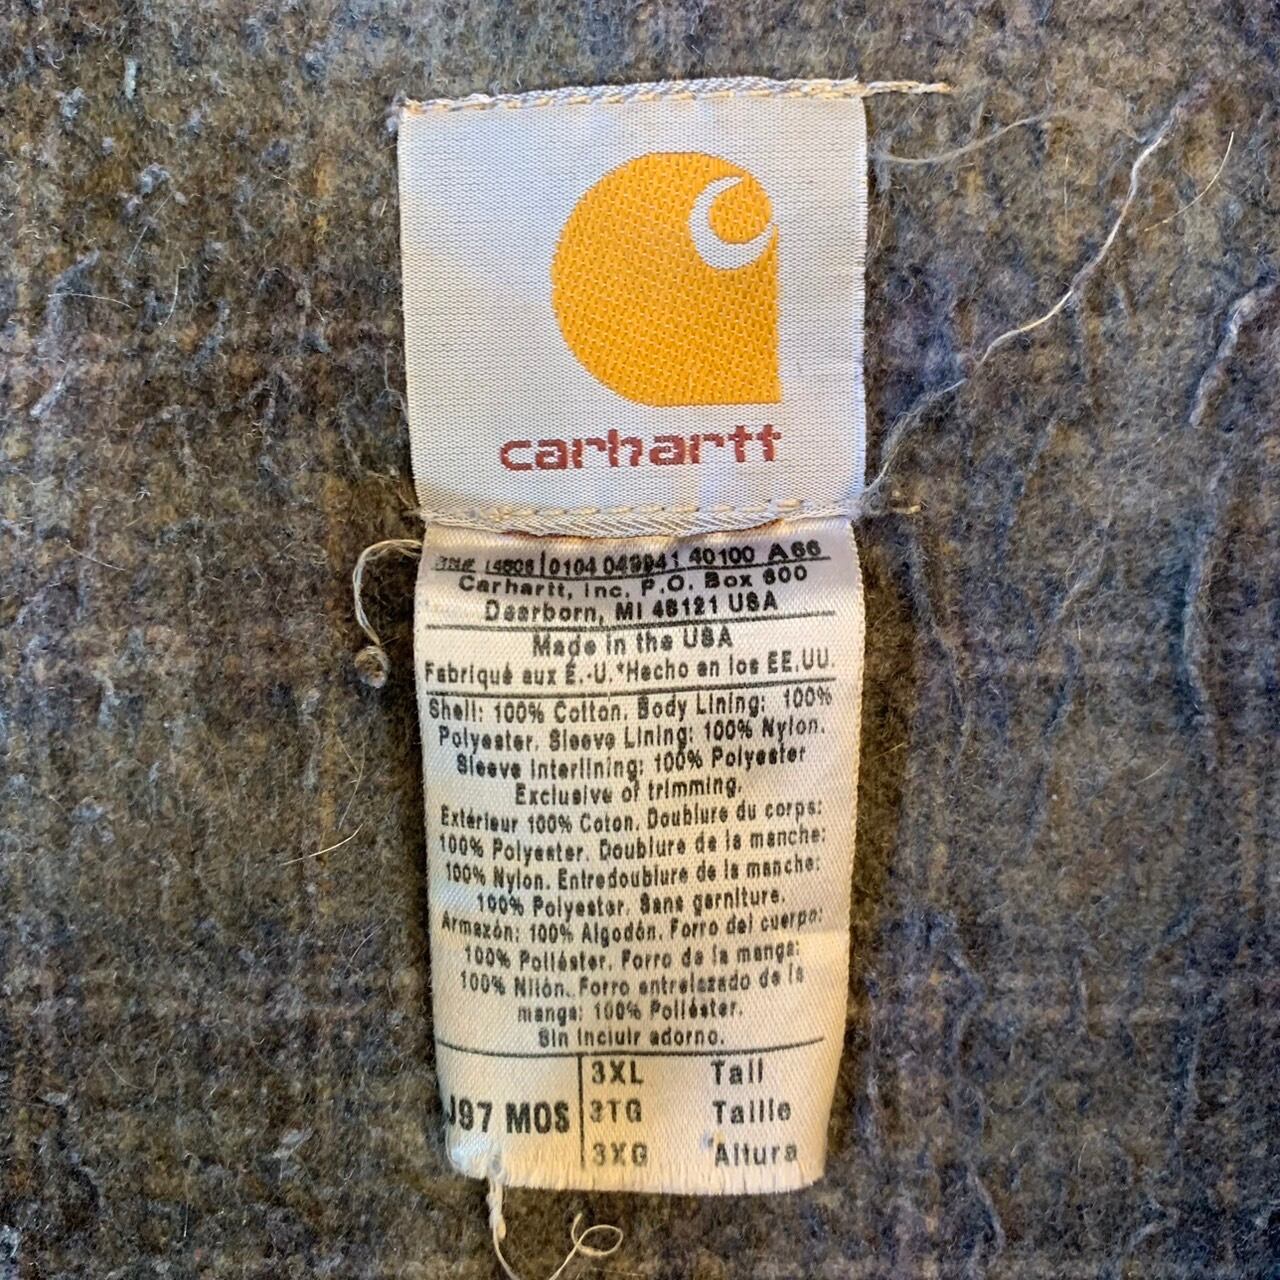 carhartt
RN# 14806 0104 049941 40100 A66
Carhartt, Inc. P.O. Box 600
Dearborn, MI 48121 USA
Made in the USA
Fabriqué aux É.-U.*Hecho en los EE.UU.
Shell: 100% Cotton. Body Lining: 100%
Polyester. Sleeve Lining: 100% Nylon.
Sleeve Interlining: 100% Polyester
Exclusive of trimming.
Extérieur 100% Coton. Doublure du corps:
100% Polyester. Doublure de la manche:
100% Nylon. Entredoublure de la manche:
100% Polyester. Sans garniture.
Armazón: 100% Algodón. Forro del cuerpo:
100% Poliéster. Forro de la manga:
100% Nilón. Forro entrelazado de la
manga: 100% Poliéster.
Sin incluir adorno.
J97 MOS
3XL Tall
3TG Taille
3XG Altura